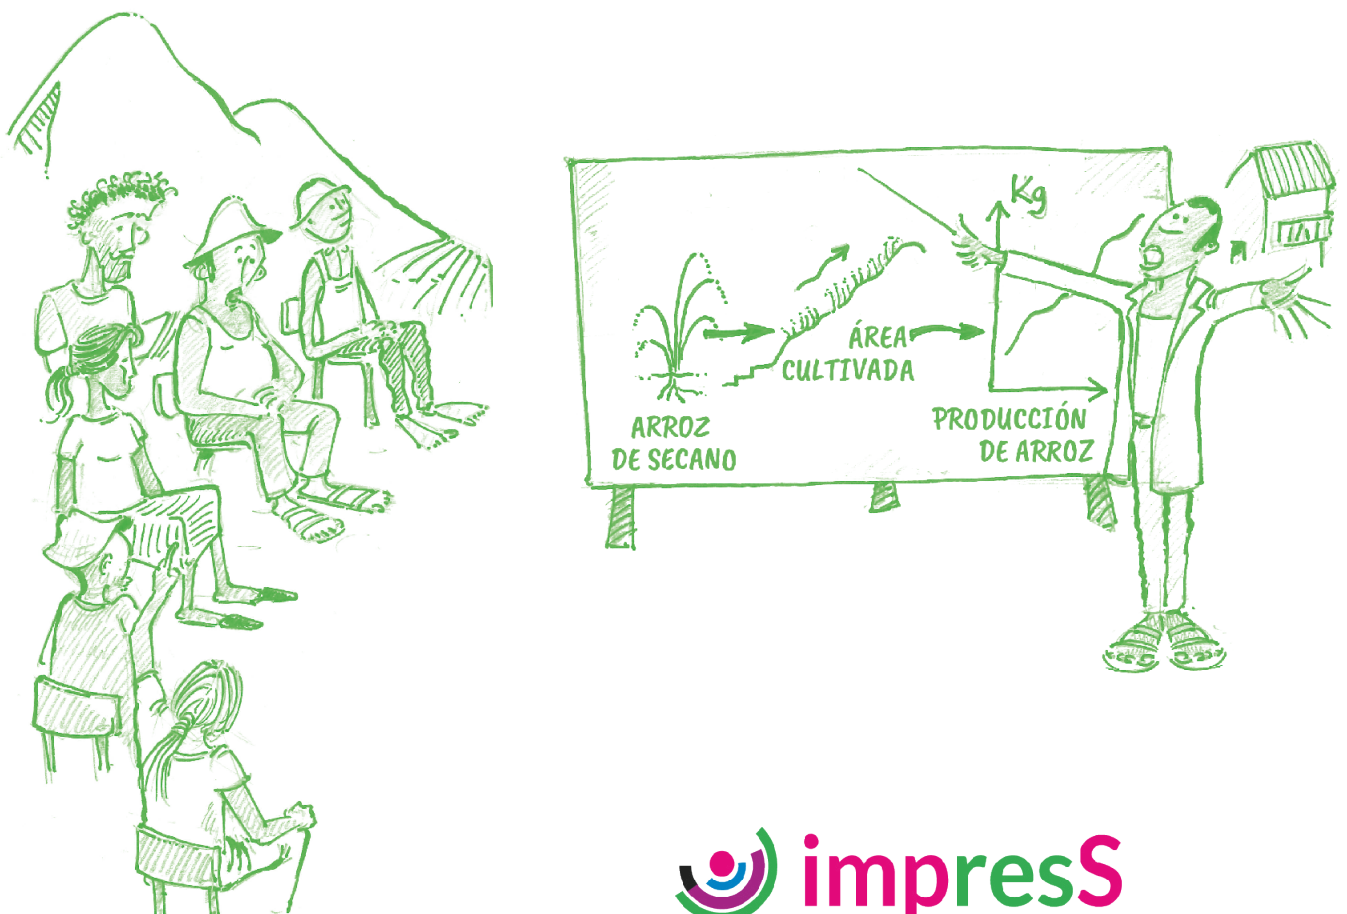 Kg
ÁREA
CULTIVADA
ARROZ
DE SECANO
PRODUCCIÓN
DE ARROZ
impresS